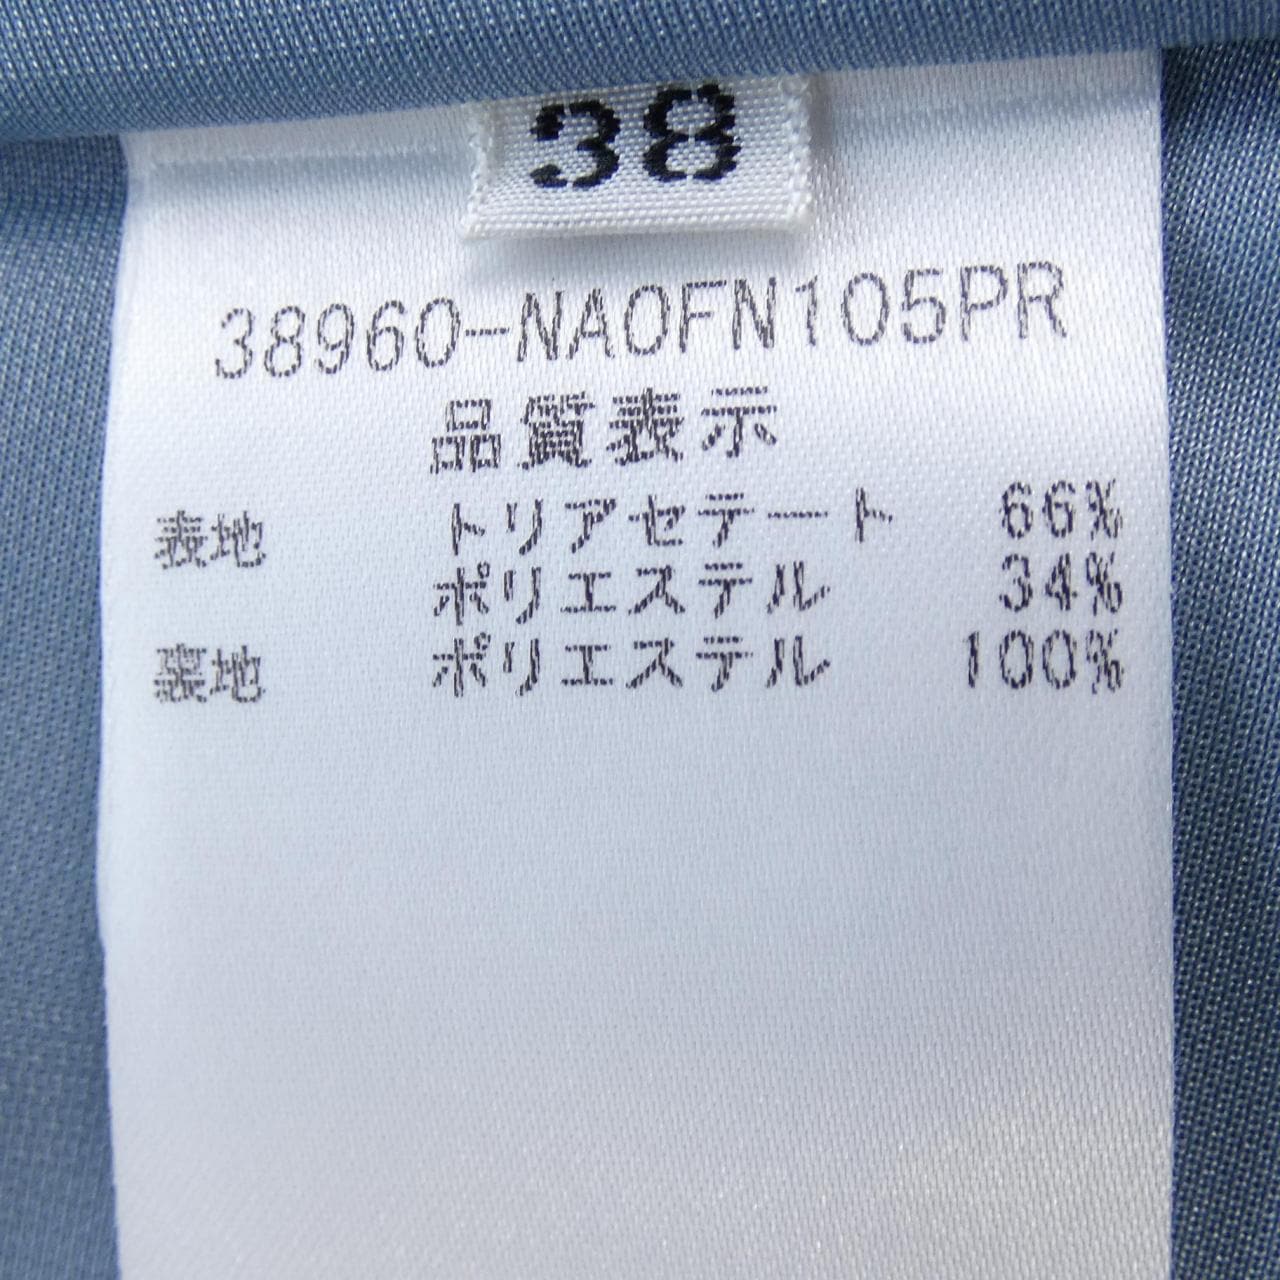 38
38960-NAOFN105PR
品質表示
表地 トリアセテート 66%
ポリエステル 34%
裏地 ポリエステル 100%